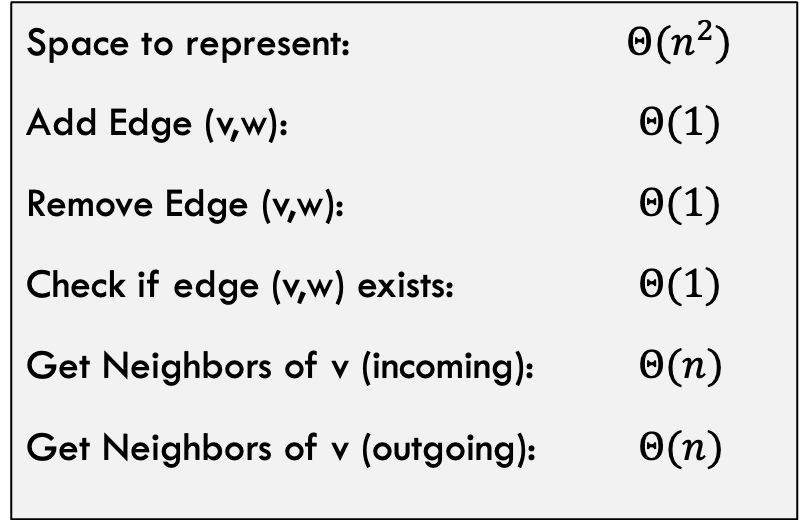 Space to represent: Θ(n²)
Add Edge (v,w): Θ(1)
Remove Edge (v,w): Θ(1)
Check if edge (v,w) exists: Θ(1)
Get Neighbors of v (incoming): Θ(n)
Get Neighbors of v (outgoing): Θ(n)